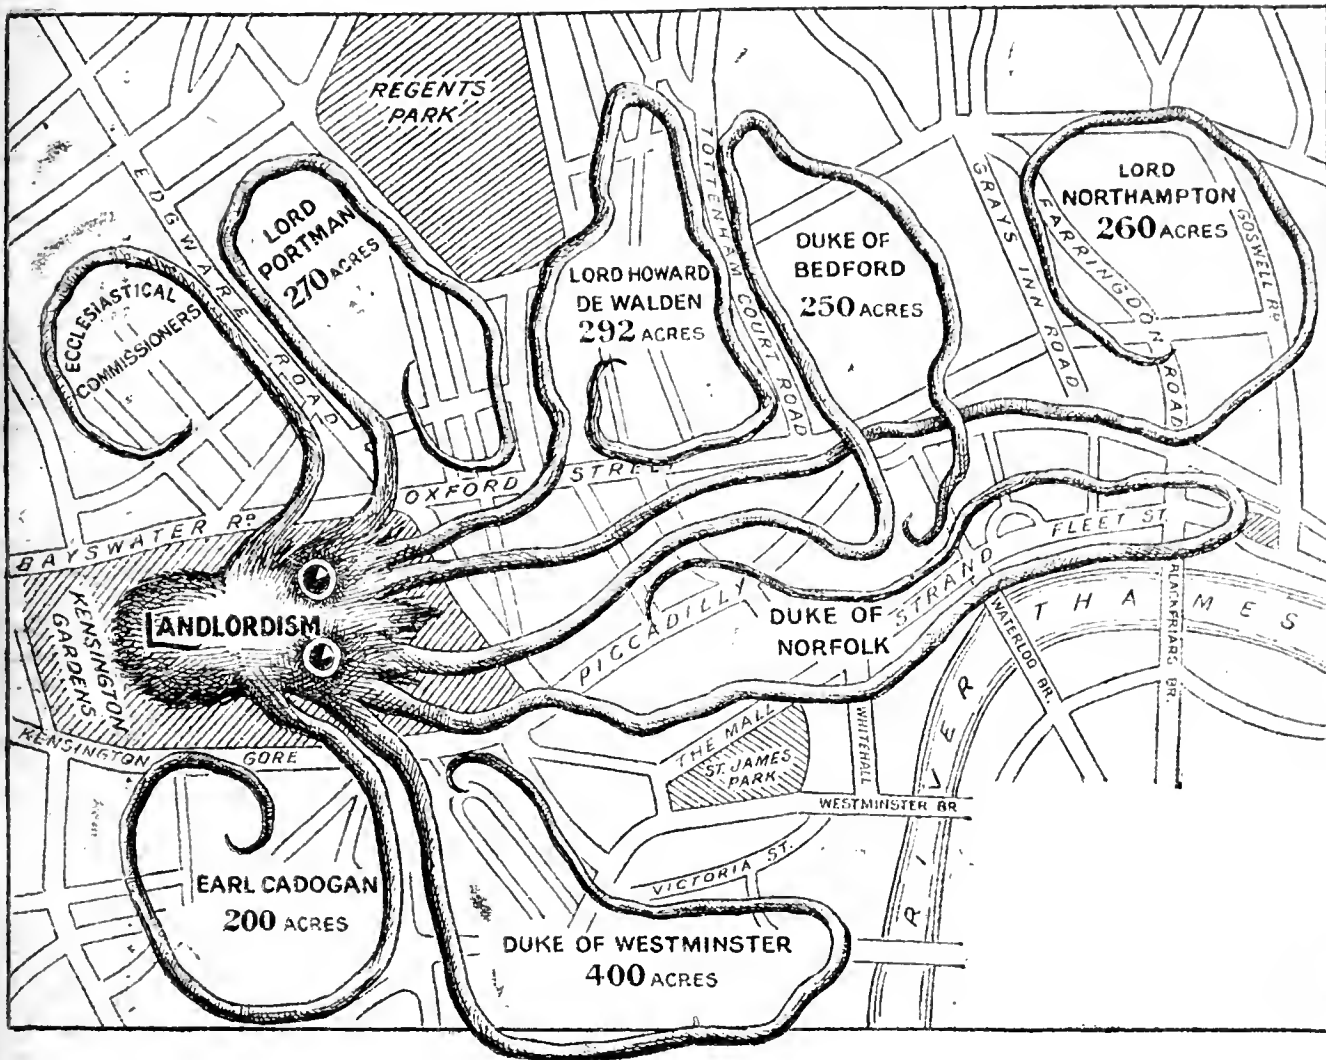 REGENTS
PARK
EDGWARE ROAD
TOTTENHAM COURT ROAD
GRAYS INN ROAD
FARRINGDON ROAD
GOSWELL RD
LORD
NORTHAMPTON
260 ACRES
LORD
PORTMAN
270 ACRES
LORD HOWARD
DE WALDEN
292 ACRES
DUKE OF
BEDFORD
250 ACRES
ECCLESIASTICAL
COMMISSIONERS
OXFORD STREET
BAYSWATER RD.
FLEET ST.
STRAND
KENSINGTON
GARDENS
LANDLORDISM
PICCADILLY
DUKE OF
NORFOLK
WATERLOO BR.
BLACKFRIARS BR.
RIVER THAMES
KENSINGTON GORE
THE MALL
ST. JAMES
PARK
WHITEHALL
WESTMINSTER BR
VICTORIA ST.
EARL CADOGAN
200 ACRES
DUKE OF WESTMINSTER
400 ACRES